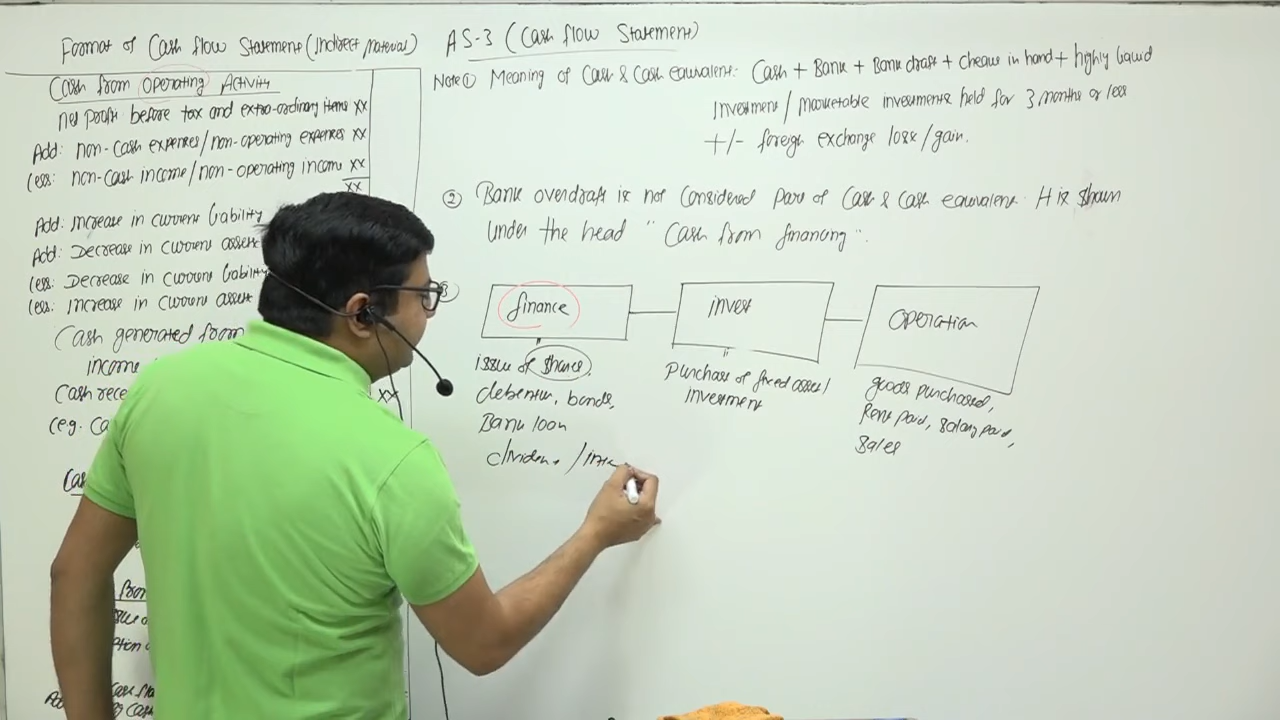 Format of Cash flow Statement (Indirect Material)
Cash from operating Activity
net profit before tax and extra-ordinary items xx
Add: non-cash expenses/non-operating expenses xx
Less: non-cash income/non-operating income xx
xx
Add: Increase in current liability
Add: Decrease in current assets
Less: Decrease in current liability
Less: Increase in current asset
Cash generated from
income
Cash rece
xx
(eg. Ca
Cas
AS-3 (Cash flow Statement)
Note ① Meaning of Cash & Cash equivalent: Cash + Bank + Bank draft + cheque in hand + highly liquid
Investment / marketable investments held for 3 months or less
+/- foreign exchange loss/gain.
② Bank overdraft is not Considered part of Cash & Cash equivalent. It is shown
under the head "Cash from financing".
③
finance
invest
operation
issue of shares,
debenture, bonds,
Bank loan
dividend /inte
Purchase of fixed asset/
investment
goods purchased,
Rent paid, salary paid,
sales